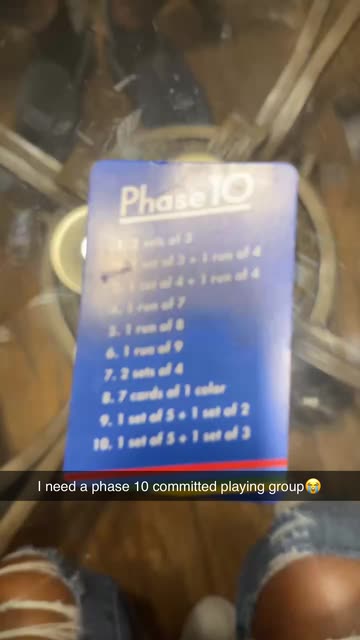 Phase 10
1. 2 sets of 3
2. 1 set of 3 + 1 run of 4
3. 1 set of 4 + 1 run of 4
4. 1 run of 7
5. 1 run of 8
6. 1 run of 9
7. 2 sets of 4
8. 7 cards of 1 color
9. 1 set of 5 + 1 set of 2
10. 1 set of 5 + 1 set of 3
I need a phase 10 committed playing group😭